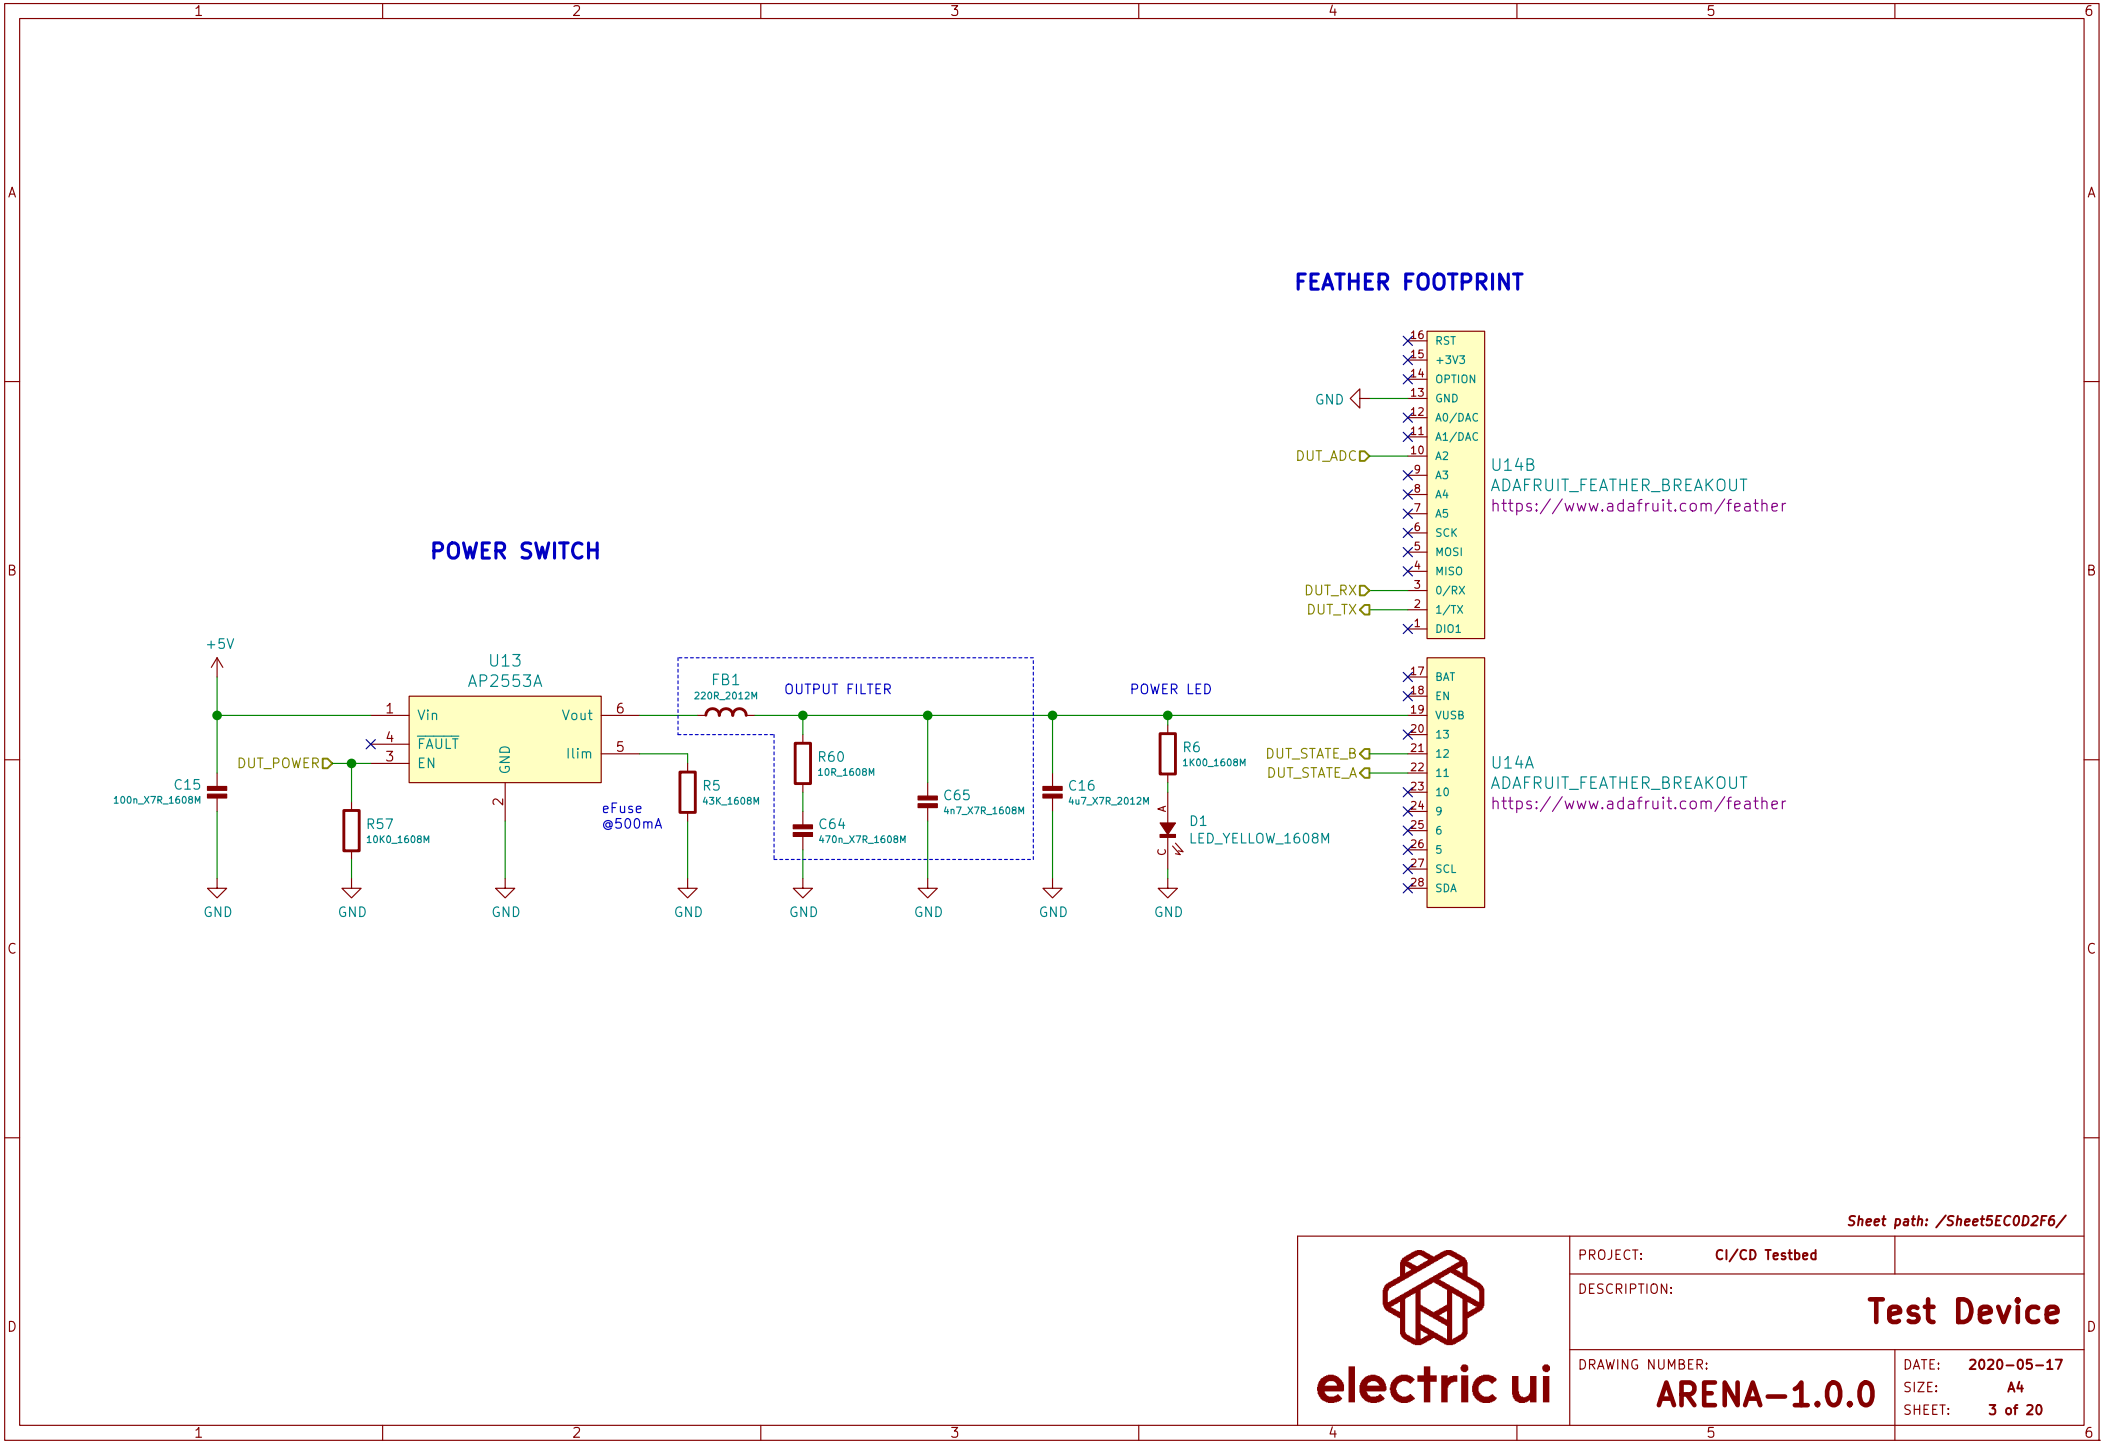 1 2 3 4 5 6
A
B
C
D
A
B
C
D
FEATHER FOOTPRINT
16 RST
15 +3V3
14 OPTION
GND 13 GND
12 A0/DAC
11 A1/DAC
DUT_ADC 10 A2
9 A3
8 A4
7 A5
6 SCK
5 MOSI
4 MISO
DUT_RX 3 0/RX
DUT_TX 2 1/TX
1 DIO1
U14B
ADAFRUIT_FEATHER_BREAKOUT
https://www.adafruit.com/feather
POWER SWITCH
+5V
U13
AP2553A
1 Vin
4 FAULT
3 EN
Vout 6
Ilim 5
GND
2
DUT_POWER
C15
100n_X7R_1608M
R57
10K0_1608M
eFuse
@500mA
R5
43K_1608M
FB1
220R_2012M
OUTPUT FILTER
R60
10R_1608M
C64
470n_X7R_1608M
C65
4n7_X7R_1608M
C16
4u7_X7R_2012M
POWER LED
R6
1K00_1608M
A
D1
LED_YELLOW_1608M
C
GND GND GND GND GND GND GND GND
17 BAT
18 EN
19 VUSB
20 13
DUT_STATE_B 21 12
DUT_STATE_A 22 11
23 10
24 9
25 6
26 5
27 SCL
28 SDA
U14A
ADAFRUIT_FEATHER_BREAKOUT
https://www.adafruit.com/feather
Sheet path: /Sheet5EC0D2F6/
electric ui
PROJECT: CI/CD Testbed
DESCRIPTION:
Test Device
DRAWING NUMBER:
ARENA-1.0.0
DATE: 2020-05-17
SIZE: A4
SHEET: 3 of 20
1 2 3 4 5 6